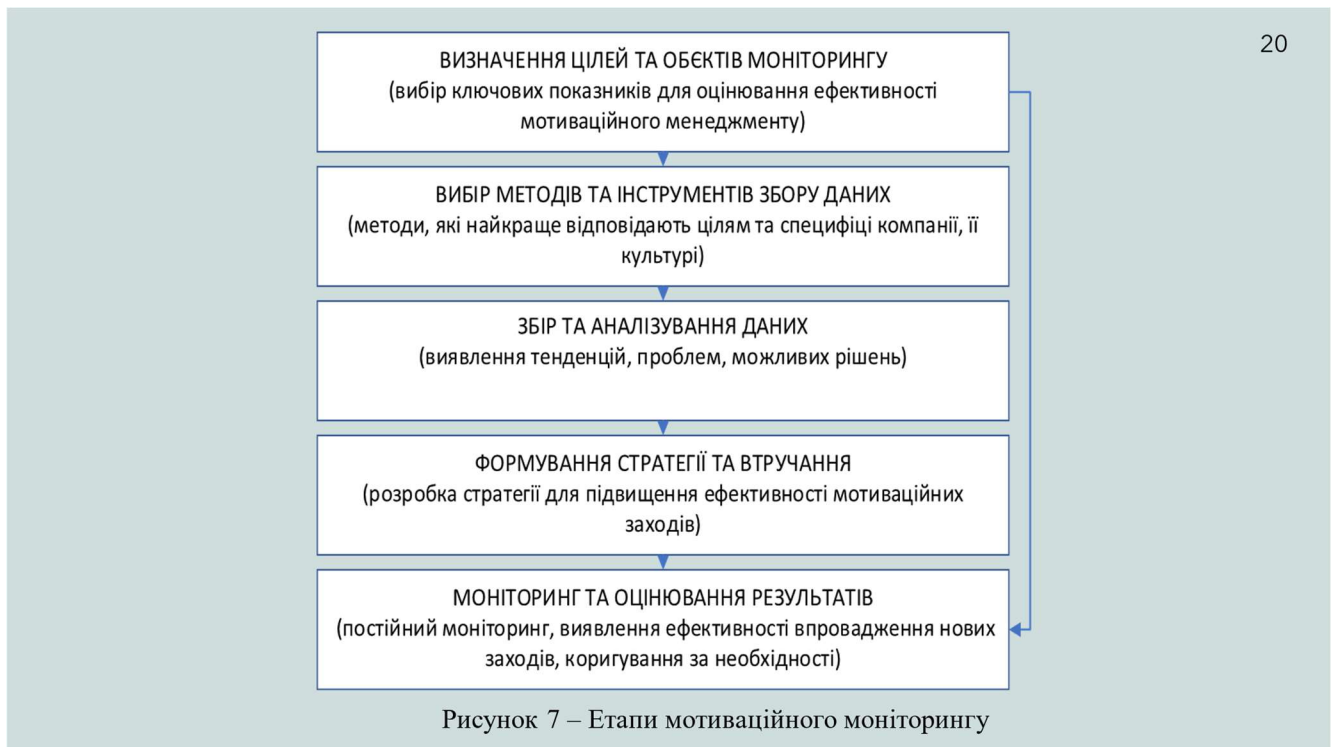 20
ВИЗНАЧЕННЯ ЦІЛЕЙ ТА ОБЄКТІВ МОНІТОРИНГУ
(вибір ключових показників для оцінювання ефективності
мотиваційного менеджменту)
ВИБІР МЕТОДІВ ТА ІНСТРУМЕНТІВ ЗБОРУ ДАНИХ
(методи, які найкраще відповідають цілям та специфіці компанії, її
культурі)
ЗБІР ТА АНАЛІЗУВАННЯ ДАНИХ
(виявлення тенденцій, проблем, можливих рішень)
ФОРМУВАННЯ СТРАТЕГІЇ ТА ВТРУЧАННЯ
(розробка стратегії для підвищення ефективності мотиваційних
заходів)
МОНІТОРИНГ ТА ОЦІНЮВАННЯ РЕЗУЛЬТАТІВ
(постійний моніторинг, виявлення ефективності впровадження нових
заходів, коригування за необхідності)
Рисунок 7 – Етапи мотиваційного моніторингу